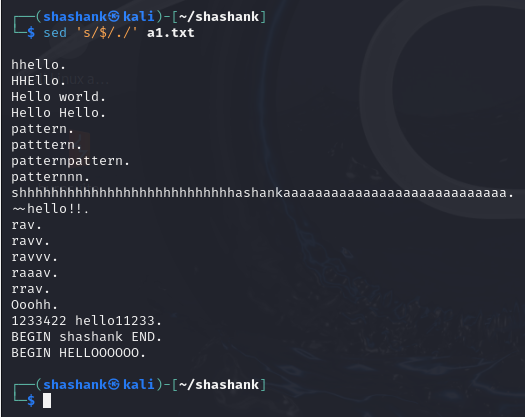 ┌──(shashank㉿kali)-[~/shashank]
└─$ sed 's/$/./' a1.txt
hhello.
HHEllo.
Hello world.
Hello Hello.
pattern.
patttern.
patternpattern.
patternnn.
shhhhhhhhhhhhhhhhhhhhhhhhhhhashankaaaaaaaaaaaaaaaaaaaaaaaaaaaa.
~~hello!!.
rav.
ravv.
ravvv.
raaav.
rrav.
Ooohh.
1233422 hello11233.
BEGIN shashank END.
BEGIN HELLOOOOOO.
┌──(shashank㉿kali)-[~/shashank]
└─$